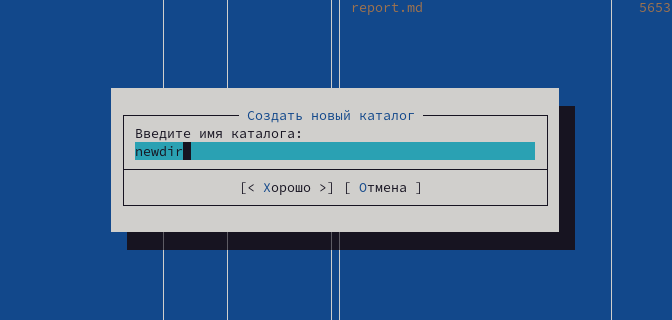 report.md 5653
Создать новый каталог
Введите имя каталога:
newdir
[< Хорошо >] [ Отмена ]